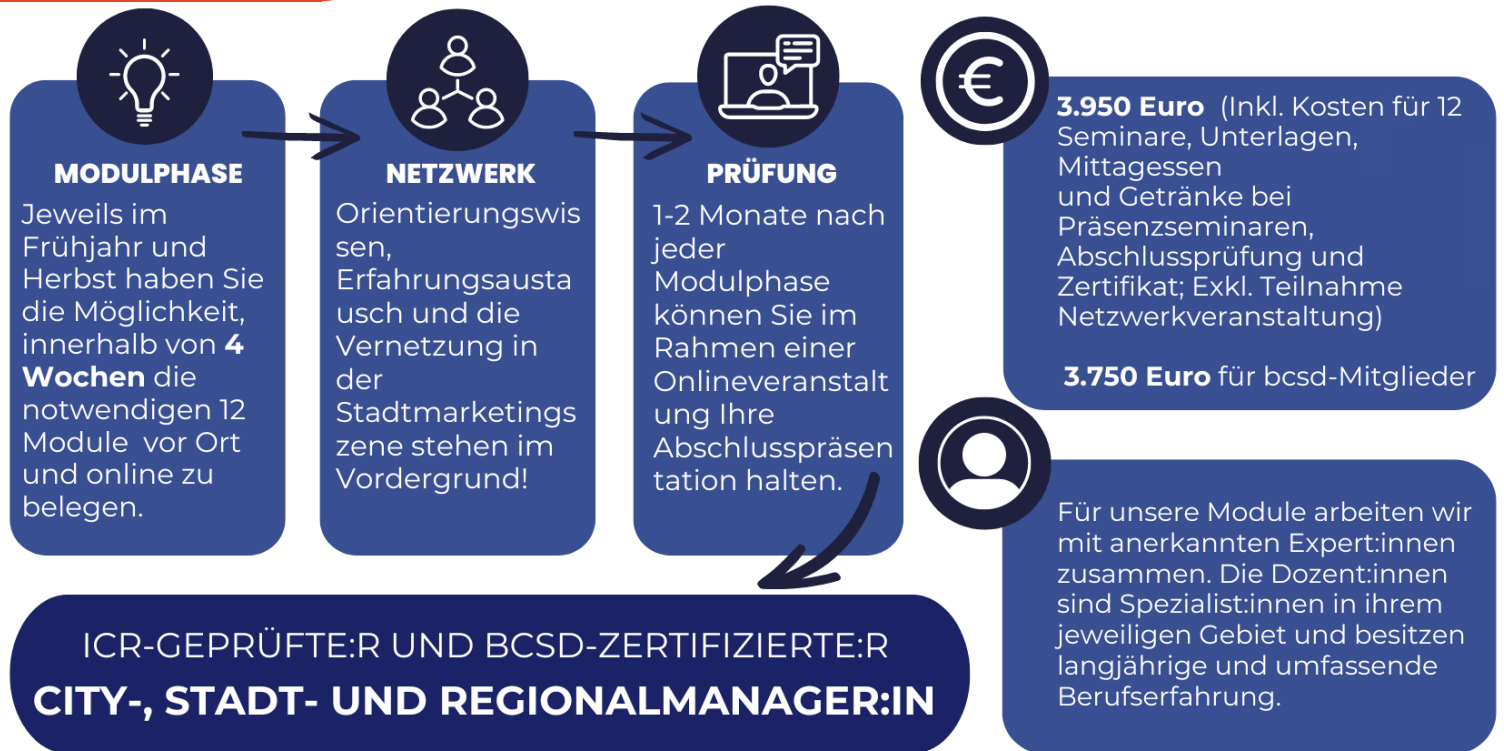 MODULPHASE
Jeweils im
Frühjahr und
Herbst haben Sie
die Möglichkeit,
innerhalb von 4
Wochen die
notwendigen 12
Module vor Ort
und online zu
belegen.
NETZWERK
Orientierungswis
sen,
Erfahrungsausta
usch und die
Vernetzung in
der
Stadtmarketings
zene stehen im
Vordergrund!
PRÜFUNG
1-2 Monate nach
jeder
Modulphase
können Sie im
Rahmen einer
Onlineveranstalt
ung Ihre
Abschlusspräsen
tation halten.
ICR-GEPRÜFTE:R UND BCSD-ZERTIFIZIERTE:R
CITY-, STADT- UND REGIONALMANAGER:IN
€
3.950 Euro (Inkl. Kosten für 12
Seminare, Unterlagen,
Mittagessen
und Getränke bei
Präsenzseminaren,
Abschlussprüfung und
Zertifikat; Exkl. Teilnahme
Netzwerkveranstaltung)
3.750 Euro für bcsd-Mitglieder
Für unsere Module arbeiten wir
mit anerkannten Expert:innen
zusammen. Die Dozent:innen
sind Spezialist:innen in ihrem
jeweiligen Gebiet und besitzen
langjährige und umfassende
Berufserfahrung.